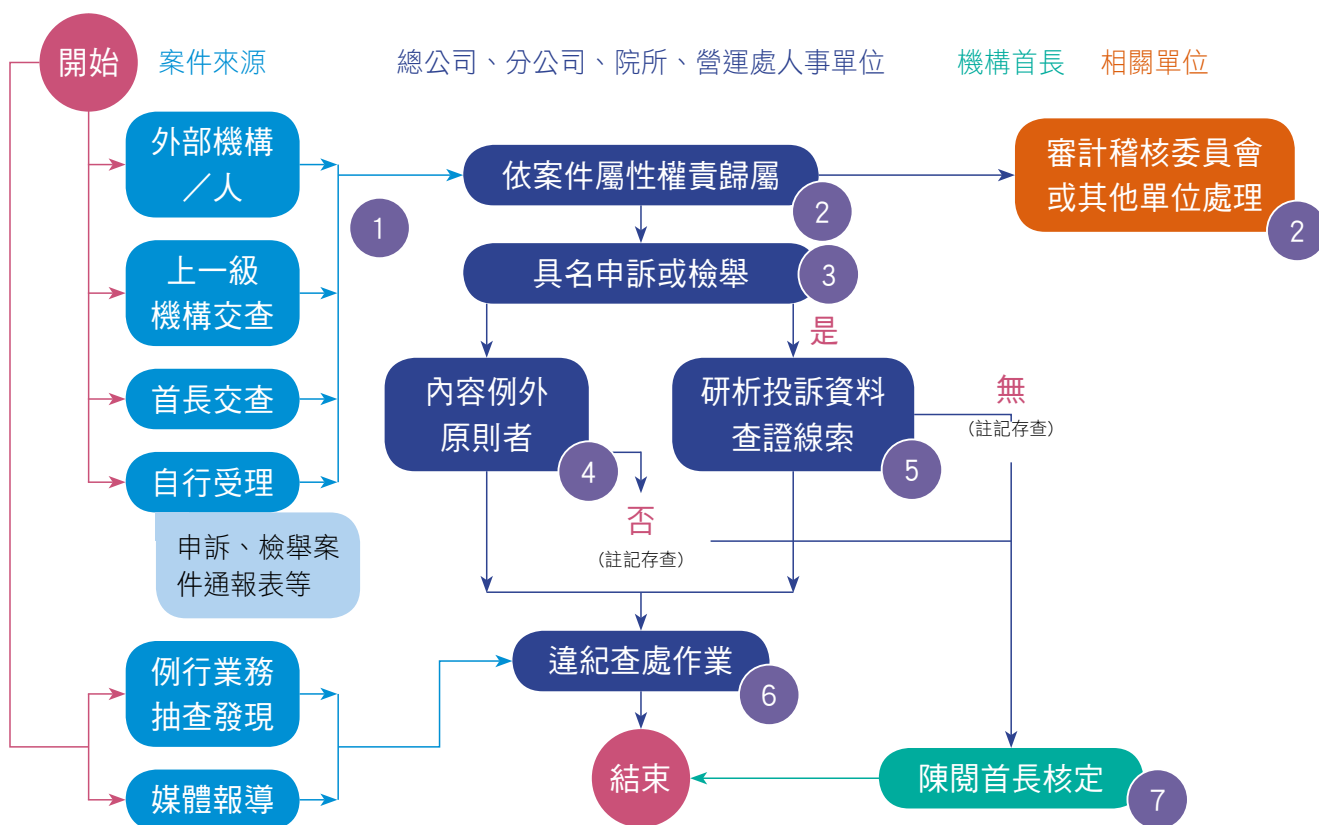 開始
案件來源
總公司、分公司、院所、營運處人事單位
機構首長
相關單位
外部機構
／人
上一級
機構交查
首長交查
自行受理
申訴、檢舉案
件通報表等
例行業務
抽查發現
媒體報導
1
依案件屬性權責歸屬
2
審計稽核委員會
或其他單位處理
2
具名申訴或檢舉
3
是
內容例外
原則者
4
否
(註記存查)
研析投訴資料
查證線索
5
無
(註記存查)
違紀查處作業
6
結束
陳閱首長核定
7